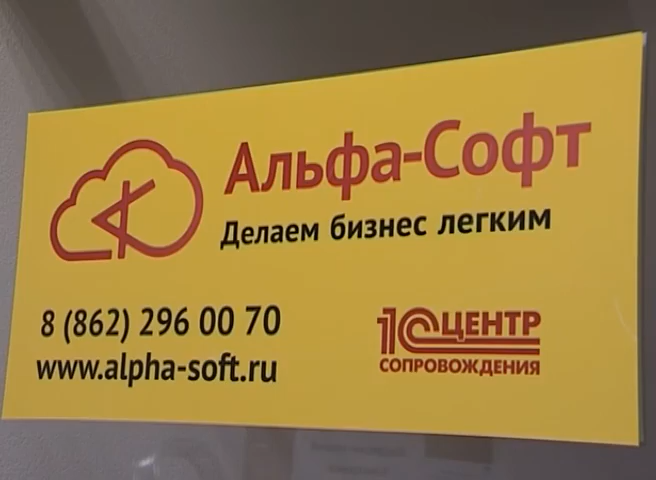 Альфа-Софт
Делаем бизнес легким
8 (862) 296 00 70
www.alpha-soft.ru
1С ЦЕНТР
СОПРОВОЖДЕНИЯ